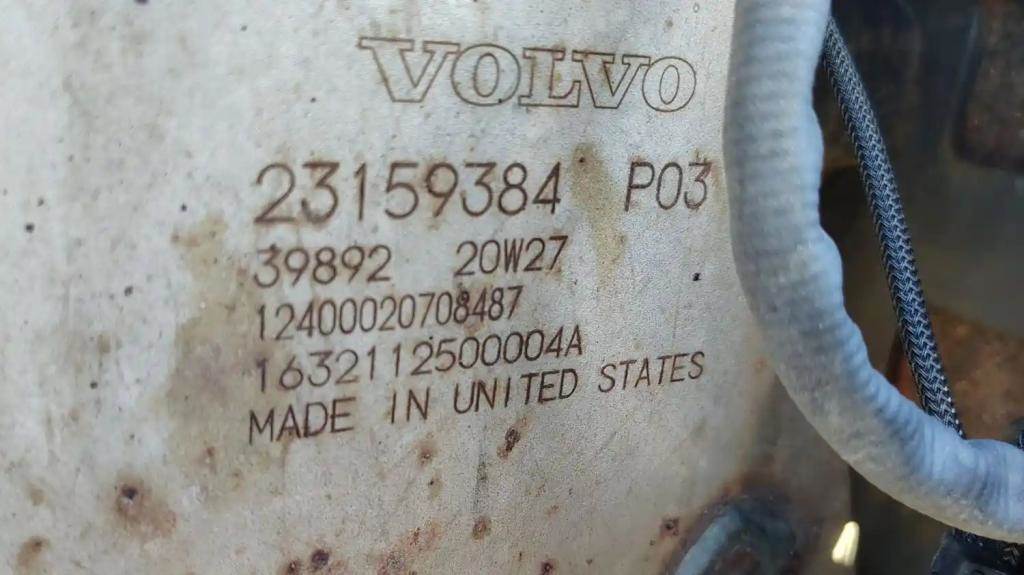 VOLVO
23159384 P03
39892 20W27
12400020708487
1632112500004A
MADE IN UNITED STATES